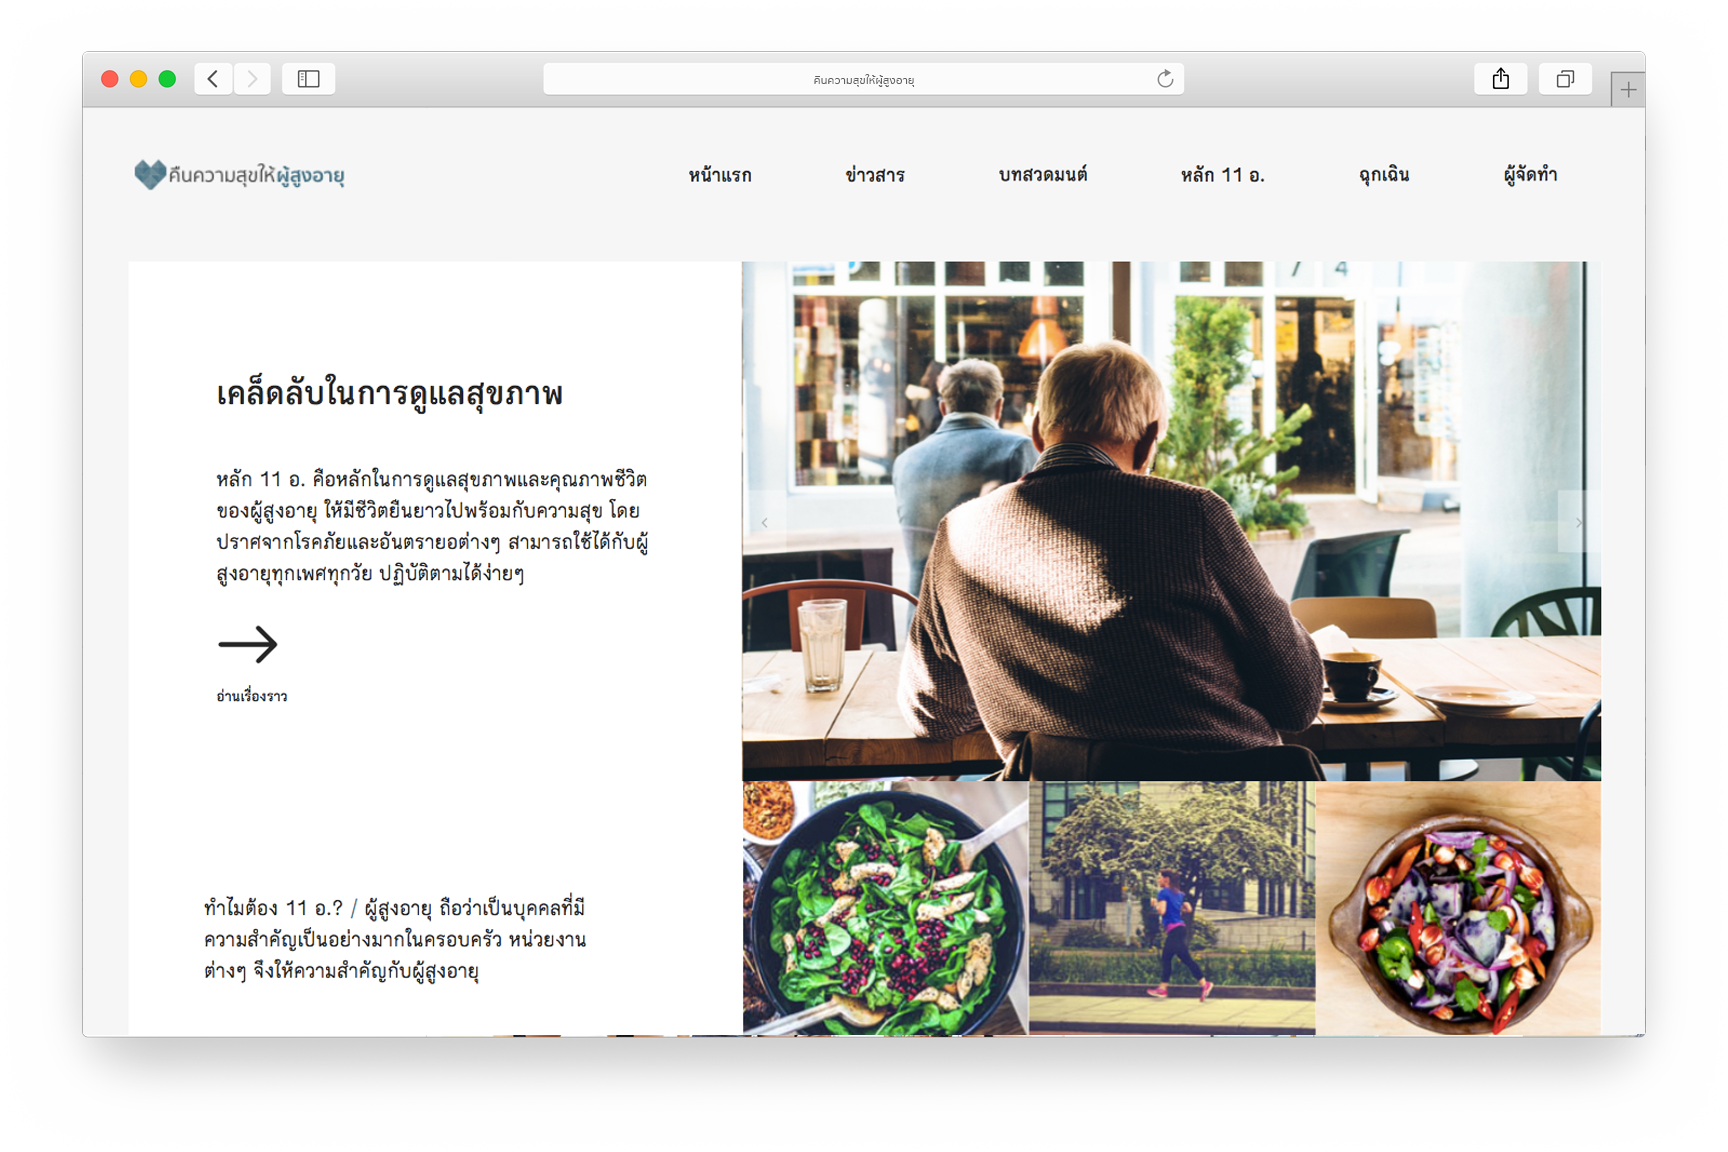 คืนความสุขให้ผู้สูงอายุ
คืนความสุขให้ผู้สูงอายุ
หน้าแรก ข่าวสาร บทสวดมนต์ หลัก 11 อ. ฉุกเฉิน ผู้จัดทำ
7 4
เคล็ดลับในการดูแลสุขภาพ
หลัก 11 อ. คือหลักในการดูแลสุขภาพและคุณภาพชีวิต
ของผู้สูงอายุ ให้มีชีวิตยืนยาวไปพร้อมกับความสุข โดย
ปราศจากโรคภัยและอันตรายอต่างๆ สามารถใช้ได้กับผู้
สูงอายุทุกเพศทุกวัย ปฏิบัติตามได้ง่ายๆ
อ่านเรื่องราว
ทำไมต้อง 11 อ.? / ผู้สูงอายุ ถือว่าเป็นบุคคลที่มี
ความสำคัญเป็นอย่างมากในครอบครัว หน่วยงาน
ต่างๆ จึงให้ความสำคัญกับผู้สูงอายุ